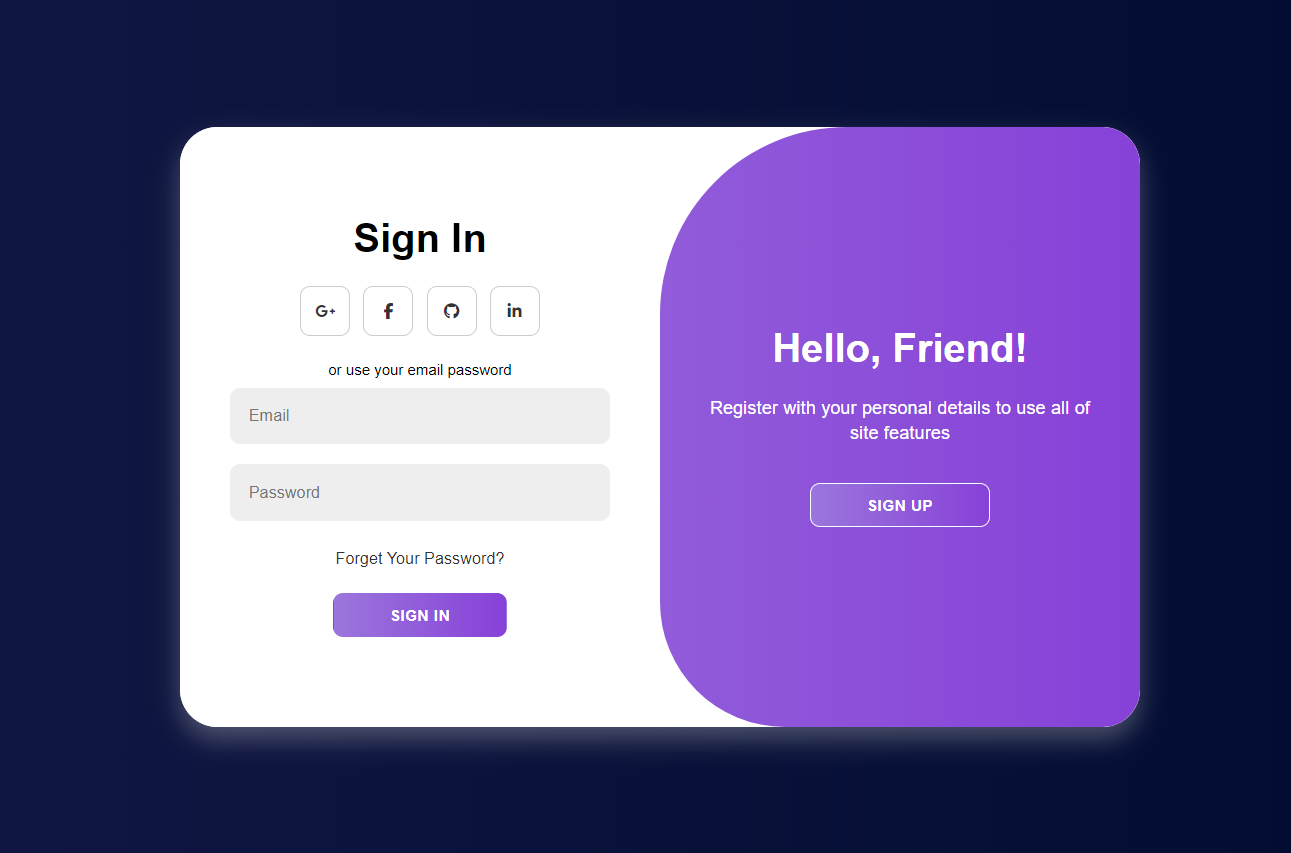 Sign In
G+ f in
or use your email password
Email
Password
Forget Your Password?
SIGN IN
Hello, Friend!
Register with your personal details to use all of
site features
SIGN UP